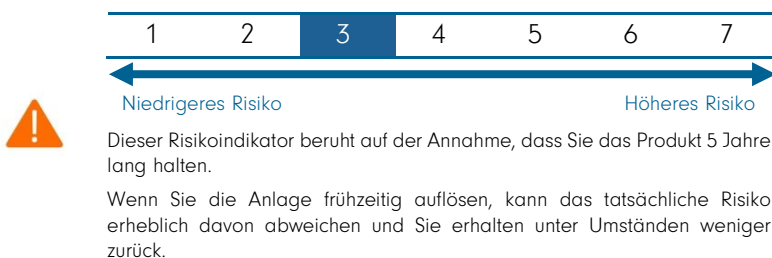 1 2 3 4 5 6 7
Niedrigeres Risiko Höheres Risiko
Dieser Risikoindikator beruht auf der Annahme, dass Sie das Produkt 5 Jahre
lang halten.
Wenn Sie die Anlage frühzeitig auflösen, kann das tatsächliche Risiko
erheblich davon abweichen und Sie erhalten unter Umständen weniger
zurück.